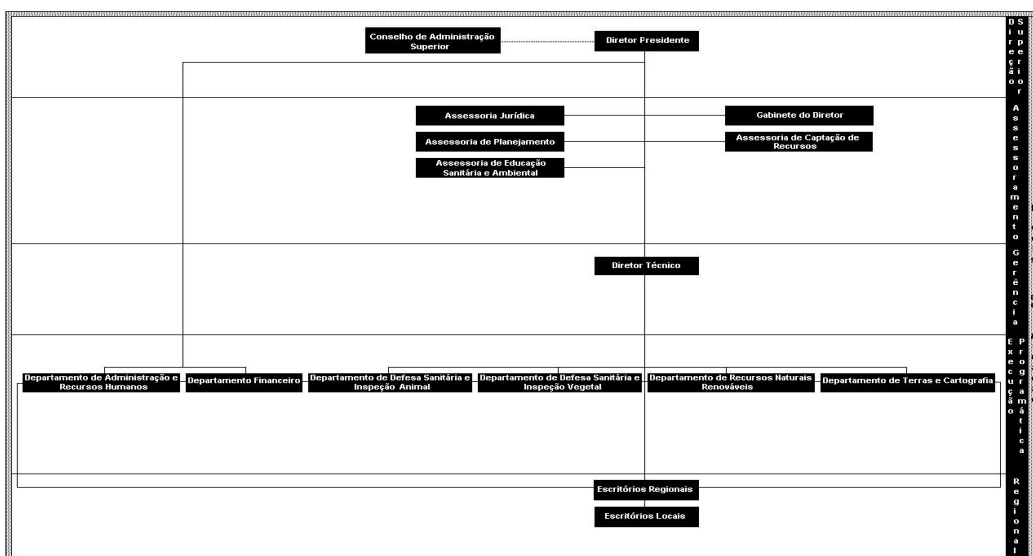 Conselho de Administração
Superior
Diretor Presidente
Direção
Superior
Assessoria Jurídica
Gabinete do Diretor
Assessoria de Planejamento
Assessoria de Captação de
Recursos
Assessoria de Educação
Sanitária e Ambiental
Assessoramento
Diretor Técnico
Gerência
Departamento de Administração e
Recursos Humanos
Departamento Financeiro
Departamento de Defesa Sanitária e
Inspeção Animal
Departamento de Defesa Sanitária e
Inspeção Vegetal
Departamento de Recursos Naturais
Renováveis
Departamento de Terras e Cartografia
Execução
Programática
Escritórios Regionais
Escritórios Locais
Regional